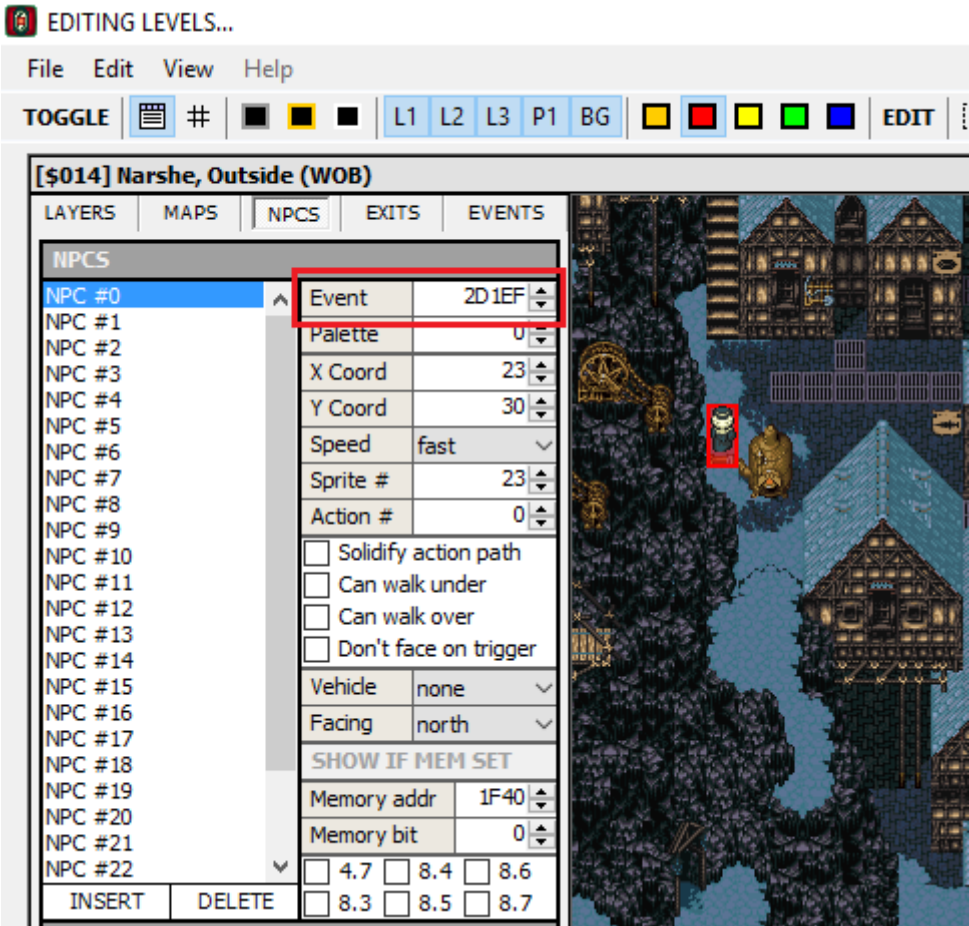 EDITING LEVELS...
File Edit View Help
TOGGLE L1 L2 L3 P1 BG EDIT
[$014] Narshe, Outside (WOB)
LAYERS MAPS NPCS EXITS EVENTS
NPCS
NPC #0
NPC #1
NPC #2
NPC #3
NPC #4
NPC #5
NPC #6
NPC #7
NPC #8
NPC #9
NPC #10
NPC #11
NPC #12
NPC #13
NPC #14
NPC #15
NPC #16
NPC #17
NPC #18
NPC #19
NPC #20
NPC #21
NPC #22
INSERT DELETE
Event 2D1EF
Palette 0
X Coord 23
Y Coord 30
Speed fast
Sprite # 23
Action # 0
Solidify action path
Can walk under
Can walk over
Don't face on trigger
Vehicle none
Facing north
SHOW IF MEM SET
Memory addr 1F40
Memory bit 0
4.7 8.4 8.6
8.3 8.5 8.7